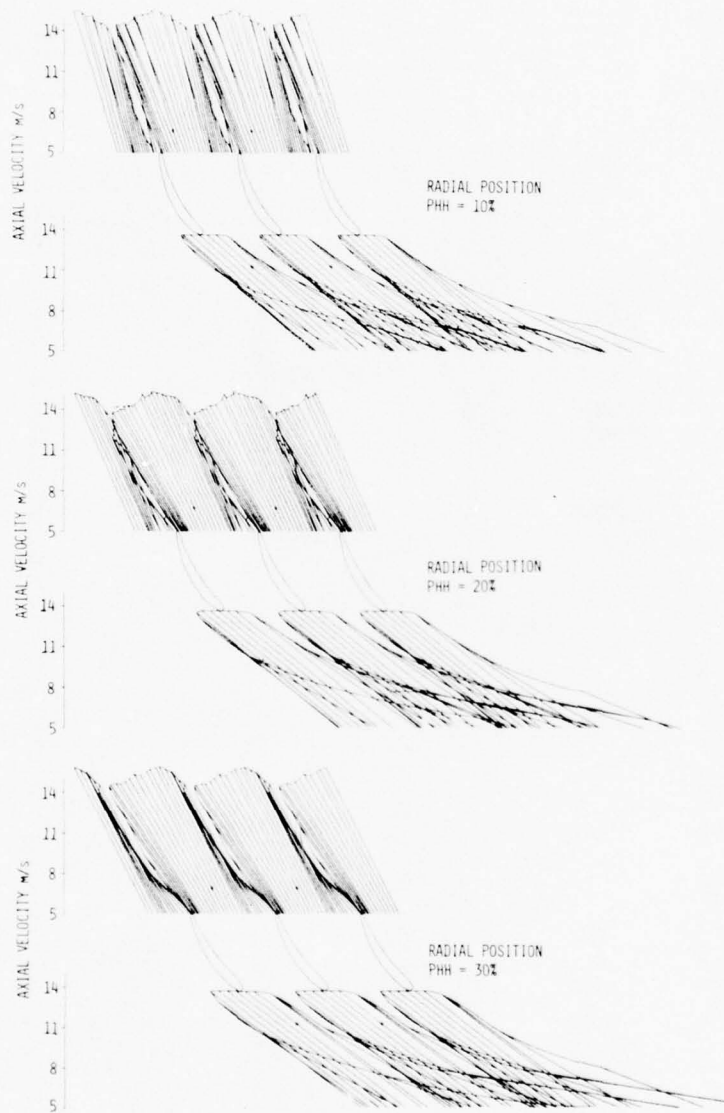 14
11
8
5
AXIAL VELOCITY M/S
RADIAL POSITION
PHH = 10%
14
11
8
5
14
11
8
5
AXIAL VELOCITY M/S
RADIAL POSITION
PHH = 20%
14
11
8
5
14
11
8
5
AXIAL VELOCITY M/S
RADIAL POSITION
PHH = 30%
14
11
8
5